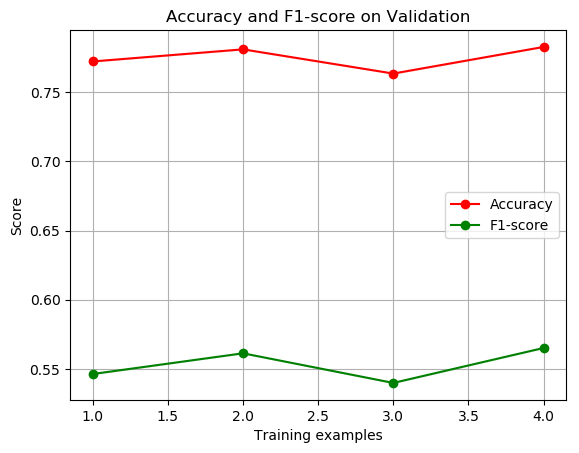 Accuracy and F1-score on Validation
Score
0.75
0.70
0.65
0.60
0.55
Accuracy
F1-score
1.0 1.5 2.0 2.5 3.0 3.5 4.0
Training examples